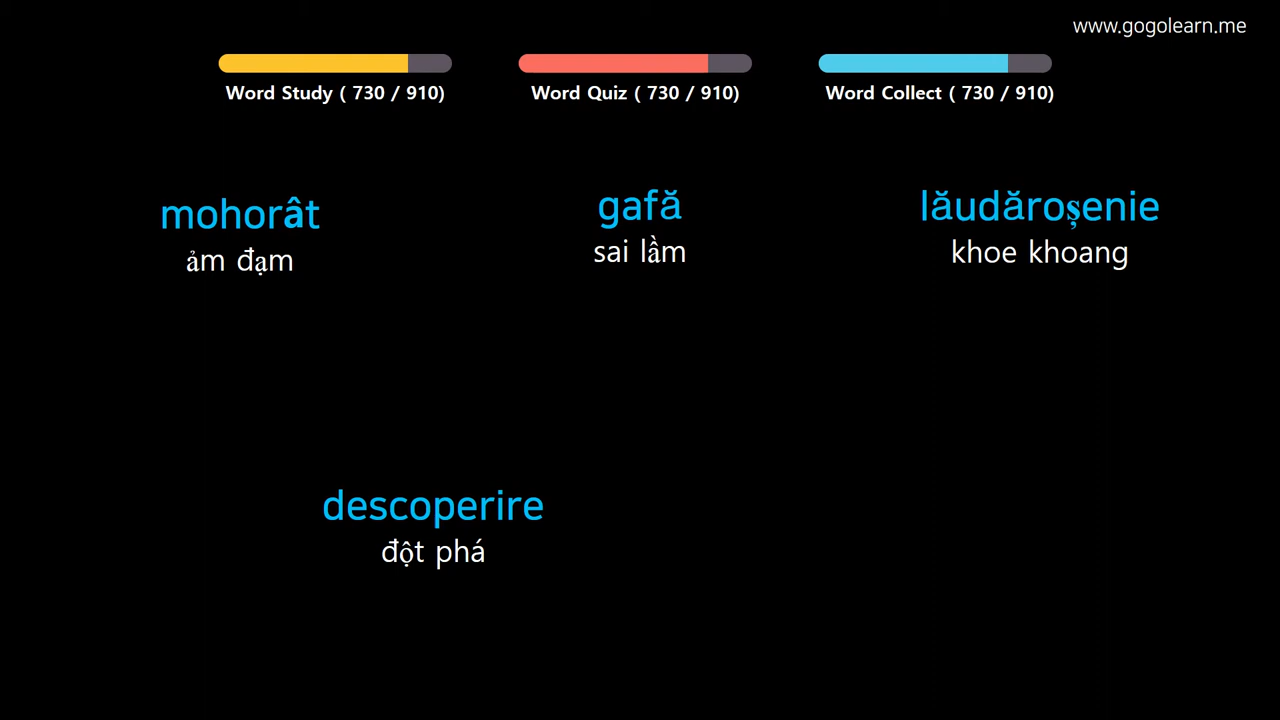 www.gogolearn.me
Word Study ( 730 / 910)
Word Quiz ( 730 / 910)
Word Collect ( 730 / 910)
mohorât
ảm đạm
gafă
sai lầm
lăudăroșenie
khoe khoang
descoperire
đột phá